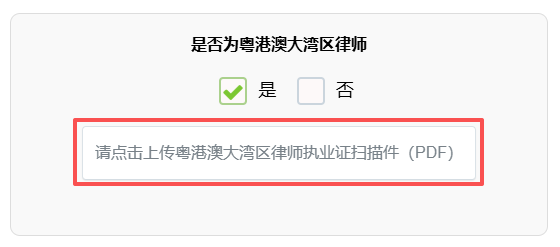 是否为粤港澳大湾区律师
是 否
请点击上传粤港澳大湾区律师执业证扫描件（PDF）